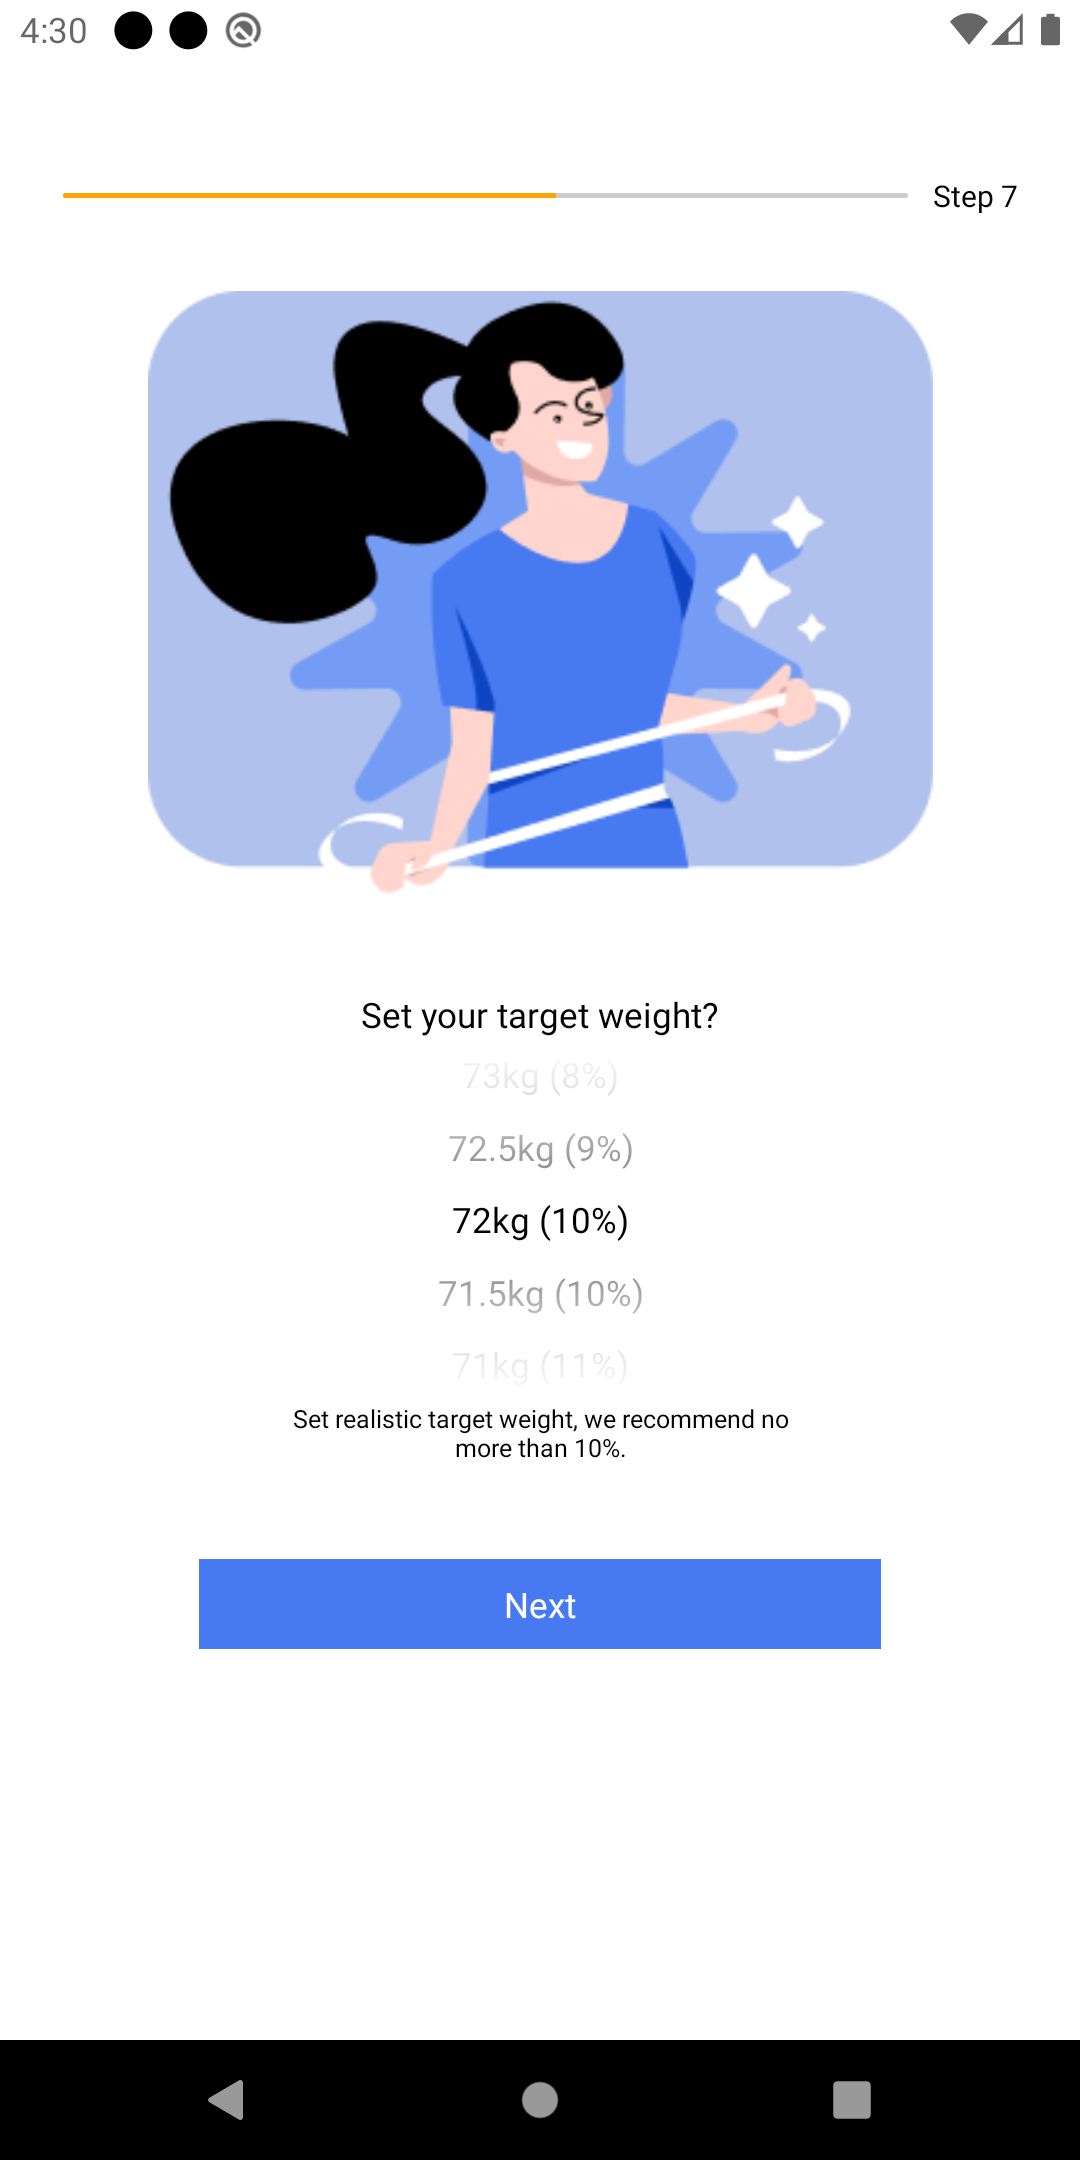 4:30
Step 7
Set your target weight?
73kg (8%)
72.5kg (9%)
72kg (10%)
71.5kg (10%)
71kg (11%)
Set realistic target weight, we recommend no
more than 10%.
Next